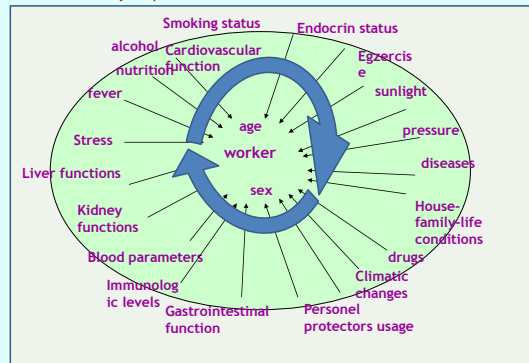 Smoking status
Endocrin status
alcohol
Cardiovascular
function
Egzercis
e
nutrition
sunlight
fever
age
pressure
Stress
worker
diseases
Liver functions
sex
House-
family-life
conditions
Kidney
functions
Blood parameters
drugs
Climatic
changes
Immunolog
ic levels
Gastrointestinal
function
Personel
protectors usage